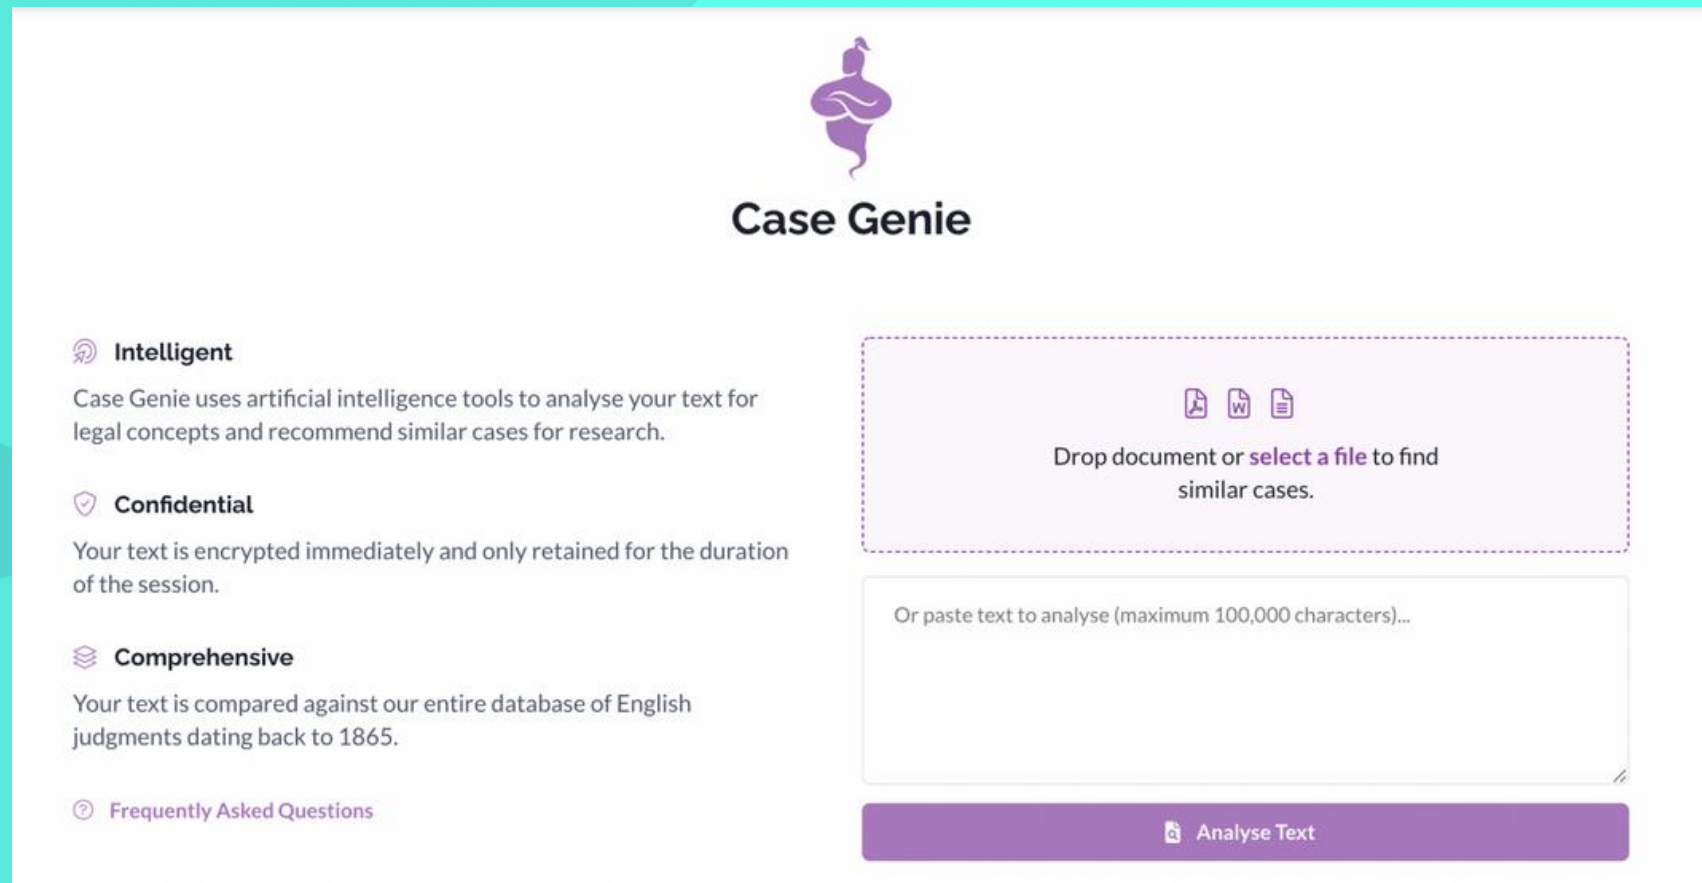 Case Genie
Intelligent
Case Genie uses artificial intelligence tools to analyse your text for
legal concepts and recommend similar cases for research.
Confidential
Your text is encrypted immediately and only retained for the duration
of the session.
Comprehensive
Your text is compared against our entire database of English
judgments dating back to 1865.
Frequently Asked Questions
Drop document or select a file to find
similar cases.
Or paste text to analyse (maximum 100,000 characters)...
Analyse Text